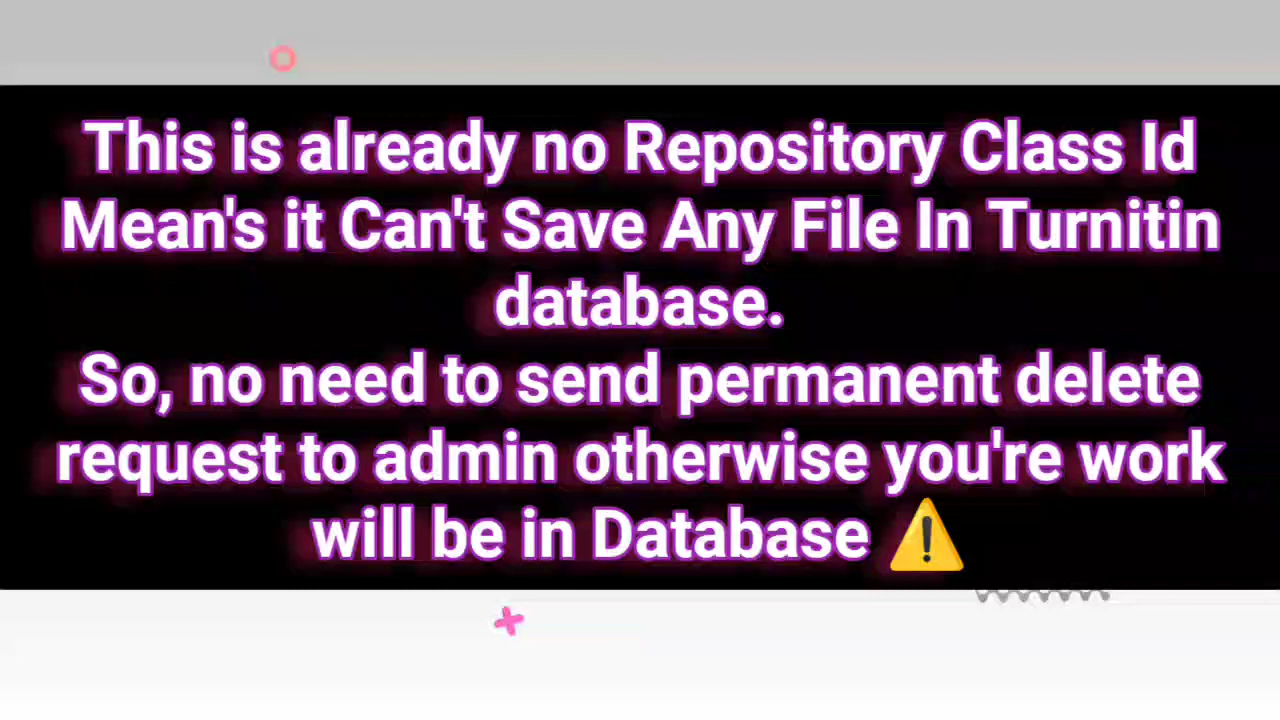 This is already no Repository Class Id
Mean's it Can't Save Any File In Turnitin
database.
So, no need to send permanent delete
request to admin otherwise you're work
will be in Database ⚠️